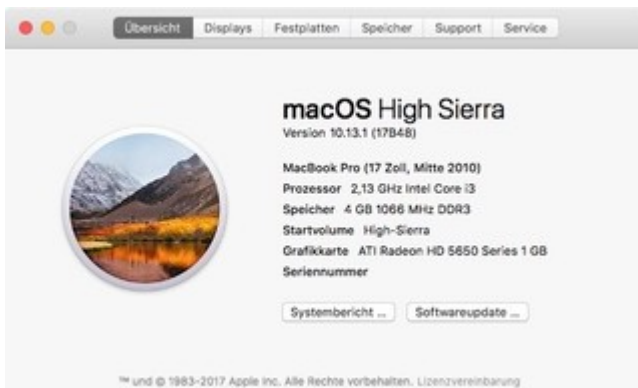 Übersicht Displays Festplatten Speicher Support Service
macOS High Sierra
Version 10.13.1 (17B48)
MacBook Pro (17 Zoll, Mitte 2010)
Prozessor 2,13 GHz Intel Core i3
Speicher 4 GB 1066 MHz DDR3
Startvolume High-Sierra
Grafikkarte ATI Radeon HD 5650 Series 1 GB
Seriennummer
Systembericht ... Softwareupdate ...
™ und © 1983-2017 Apple Inc. Alle Rechte vorbehalten. Lizenzvereinbarung